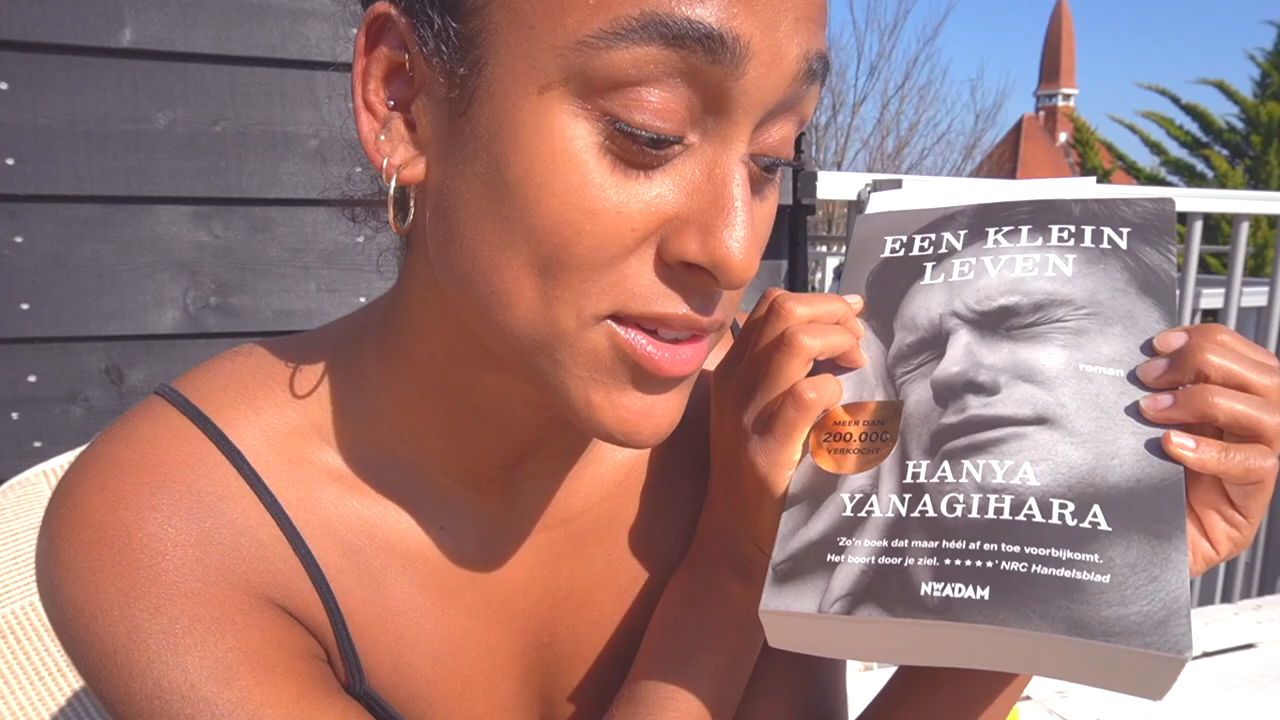 EEN KLEIN
LEVEN
roman
MEER DAN
200.000
VERKOCHT
HANYA
YANAGIHARA
'Zo'n boek dat maar héél af en toe voorbijkomt.
Het boort door je ziel. ★★★★★' NRC Handelsblad
NWADAM